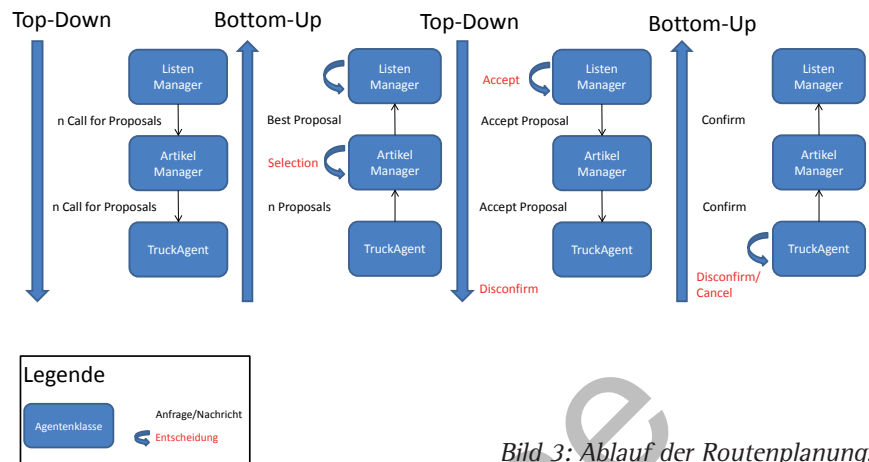 Top-Down
Bottom-Up
Top-Down
Bottom-Up
Listen
Manager
n Call for Proposals
Artikel
Manager
n Call for Proposals
TruckAgent
Listen
Manager
Best Proposal
Selection
Artikel
Manager
n Proposals
TruckAgent
Accept
Listen
Manager
Accept Proposal
Artikel
Manager
Accept Proposal
TruckAgent
Disconfirm
Listen
Manager
Confirm
Artikel
Manager
Confirm
TruckAgent
Disconfirm/
Cancel
Legende
Agentenklasse
Anfrage/Nachricht
Entscheidung
Bild 3: Ablauf der Routenplanung.